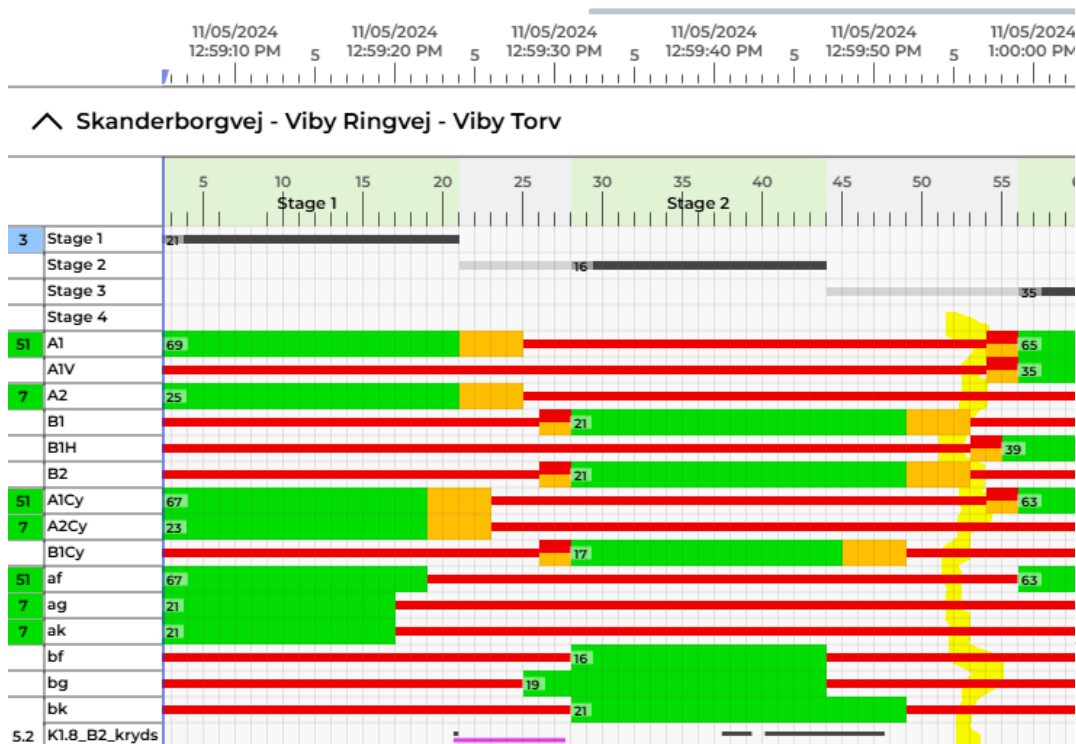 11/05/2024 11/05/2024 11/05/2024 11/05/2024 11/05/2024 11/05/2024
12:59:10 PM 5 12:59:20 PM 5 12:59:30 PM 5 12:59:40 PM 5 12:59:50 PM 5 1:00:00 PM
Skanderborgvej - Viby Ringvej - Viby Torv
5 10 15 20 25 30 35 40 45 50 55
Stage 1 Stage 2
3 Stage 1 21
Stage 2 16
Stage 3 35
Stage 4
51 A1 69 65
A1V 35
7 A2 25
B1 21
B1H 39
B2 21
51 A1Cy 67 63
7 A2Cy 23
B1Cy 17
51 af 67 63
7 ag 21
7 ak 21
bf 16
bg 19
bk 21
5.2 K1.8_B2_kryds